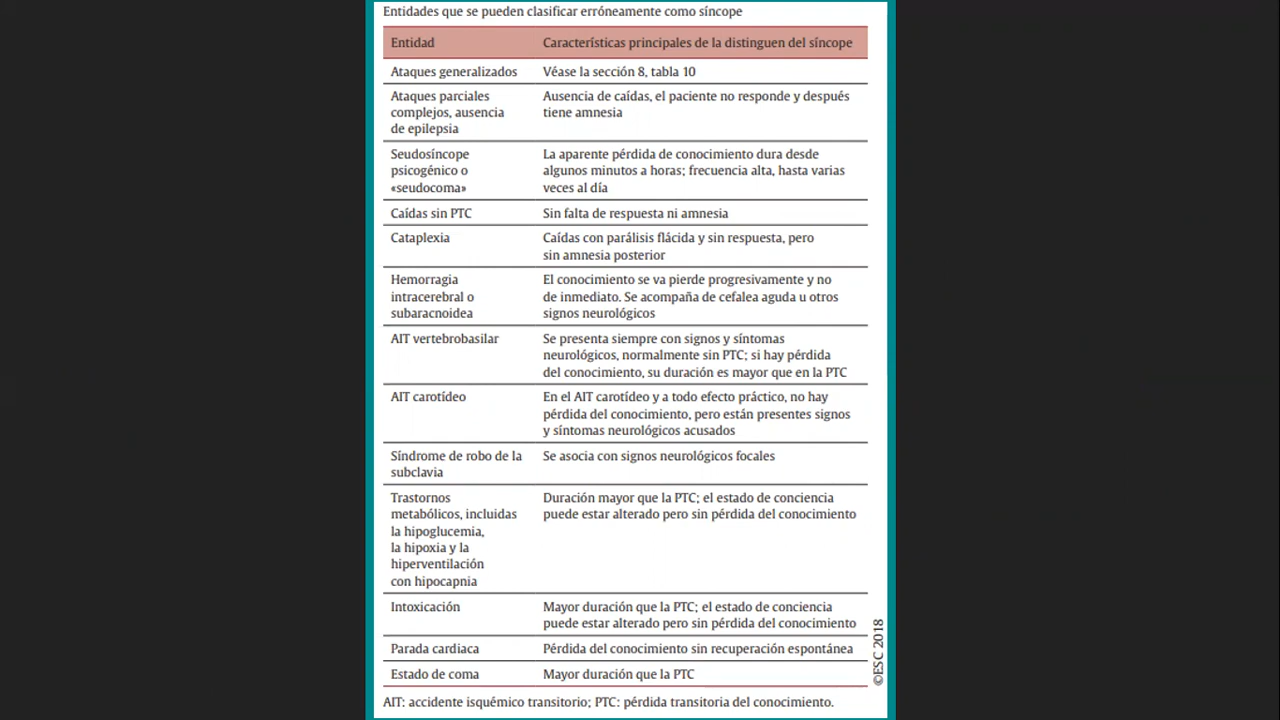 Entidades que se pueden clasificar erróneamente como síncope
Entidad Características principales de la distinguen del síncope
Ataques generalizados Véase la sección 8, tabla 10
Ataques parciales Ausencia de caídas, el paciente no responde y después
complejos, ausencia tiene amnesia
de epilepsia
Seudosíncope La aparente pérdida de conocimiento dura desde
psicogénico o algunos minutos a horas; frecuencia alta, hasta varias
«seudocoma» veces al día
Caídas sin PTC Sin falta de respuesta ni amnesia
Cataplexia Caídas con parálisis flácida y sin respuesta, pero
sin amnesia posterior
Hemorragia El conocimiento se va pierde progresivamente y no
intracerebral o de inmediato. Se acompaña de cefalea aguda u otros
subaracnoidea signos neurológicos
AIT vertebrobasilar Se presenta siempre con signos y síntomas
neurológicos, normalmente sin PTC; si hay pérdida
del conocimiento, su duración es mayor que en la PTC
AIT carotídeo En el AIT carotídeo y a todo efecto práctico, no hay
pérdida del conocimiento, pero están presentes signos
y síntomas neurológicos acusados
Síndrome de robo de la Se asocia con signos neurológicos focales
subclavia
Trastornos Duración mayor que la PTC; el estado de conciencia
metabólicos, incluidas puede estar alterado pero sin pérdida del conocimiento
la hipoglucemia,
la hipoxia y la
hiperventilación
con hipocapnia
Intoxicación Mayor duración que la PTC; el estado de conciencia
puede estar alterado pero sin pérdida del conocimiento
Parada cardiaca Pérdida del conocimiento sin recuperación espontánea
Estado de coma Mayor duración que la PTC
©ESC 2018
AIT: accidente isquémico transitorio; PTC: pérdida transitoria del conocimiento.